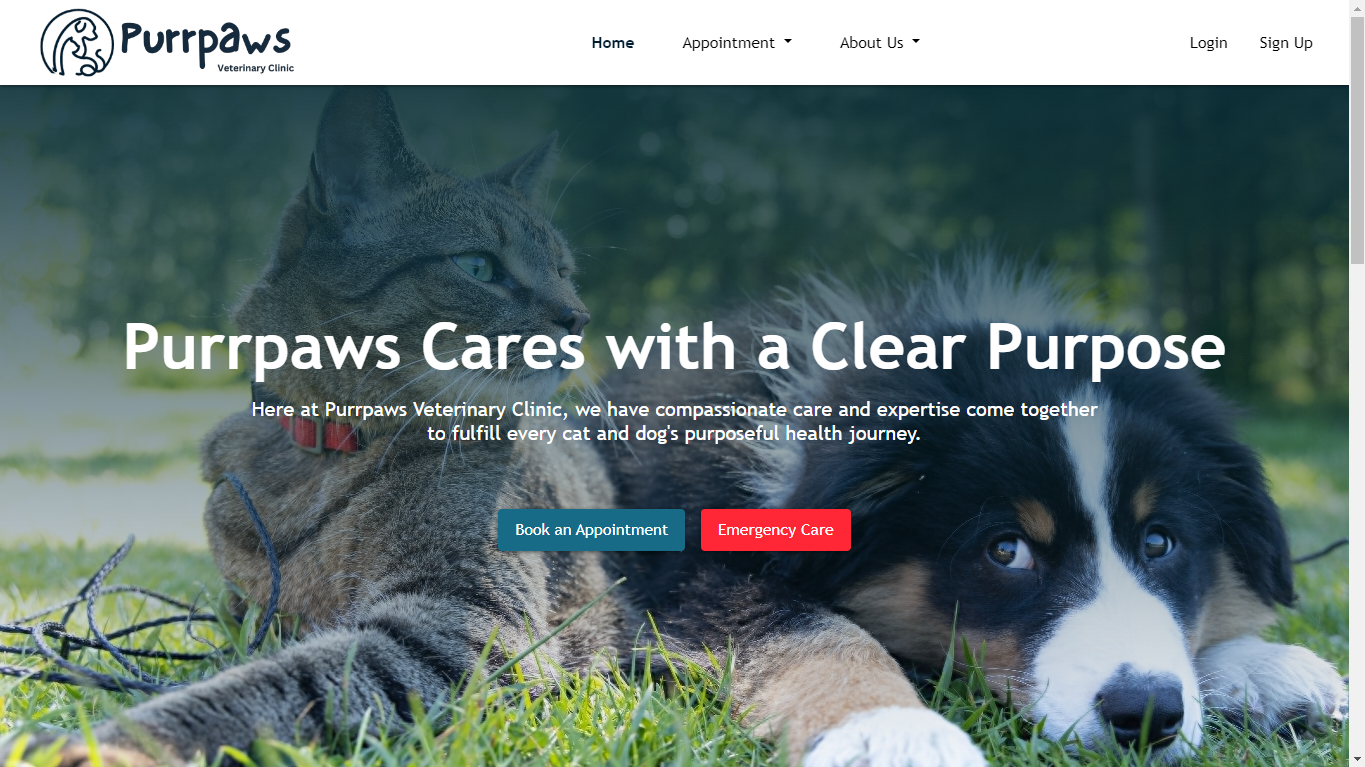 Purrpaws
Veterinary Clinic
Home
Appointment
About Us
Login
Sign Up
Purrpaws Cares with a Clear Purpose
Here at Purrpaws Veterinary Clinic, we have compassionate care and expertise come together
to fulfill every cat and dog's purposeful health journey.
Book an Appointment
Emergency Care